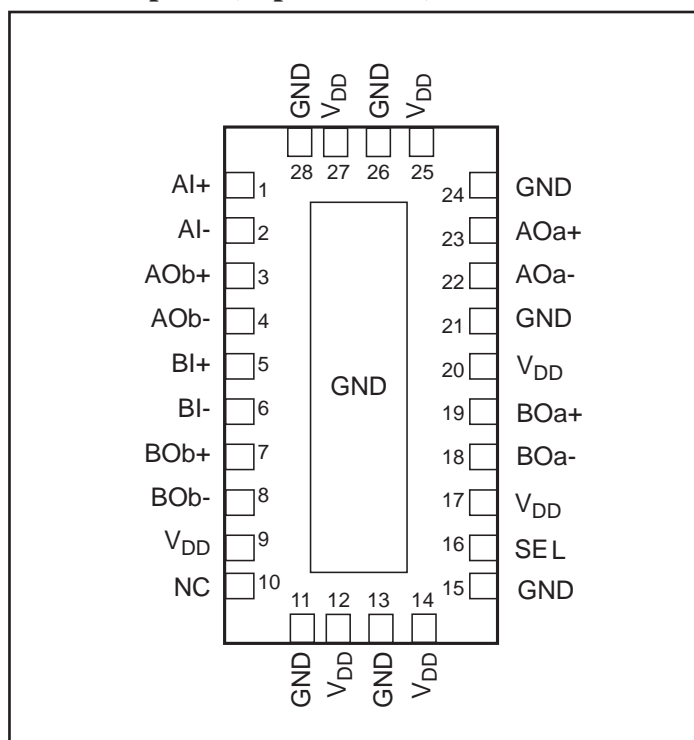 GND VDD GND VDD
28 27 26 25
AI+ 1 24 GND
AI- 2 23 AOa+
AOb+ 3 22 AOa-
AOb- 4 21 GND
BI+ 5 20 VDD
GND
BI- 6 19 BOa+
BOb+ 7 18 BOa-
BOb- 8 17 VDD
VDD 9 16 SEL
NC 10 15 GND
11 12 13 14
GND VDD GND VDD